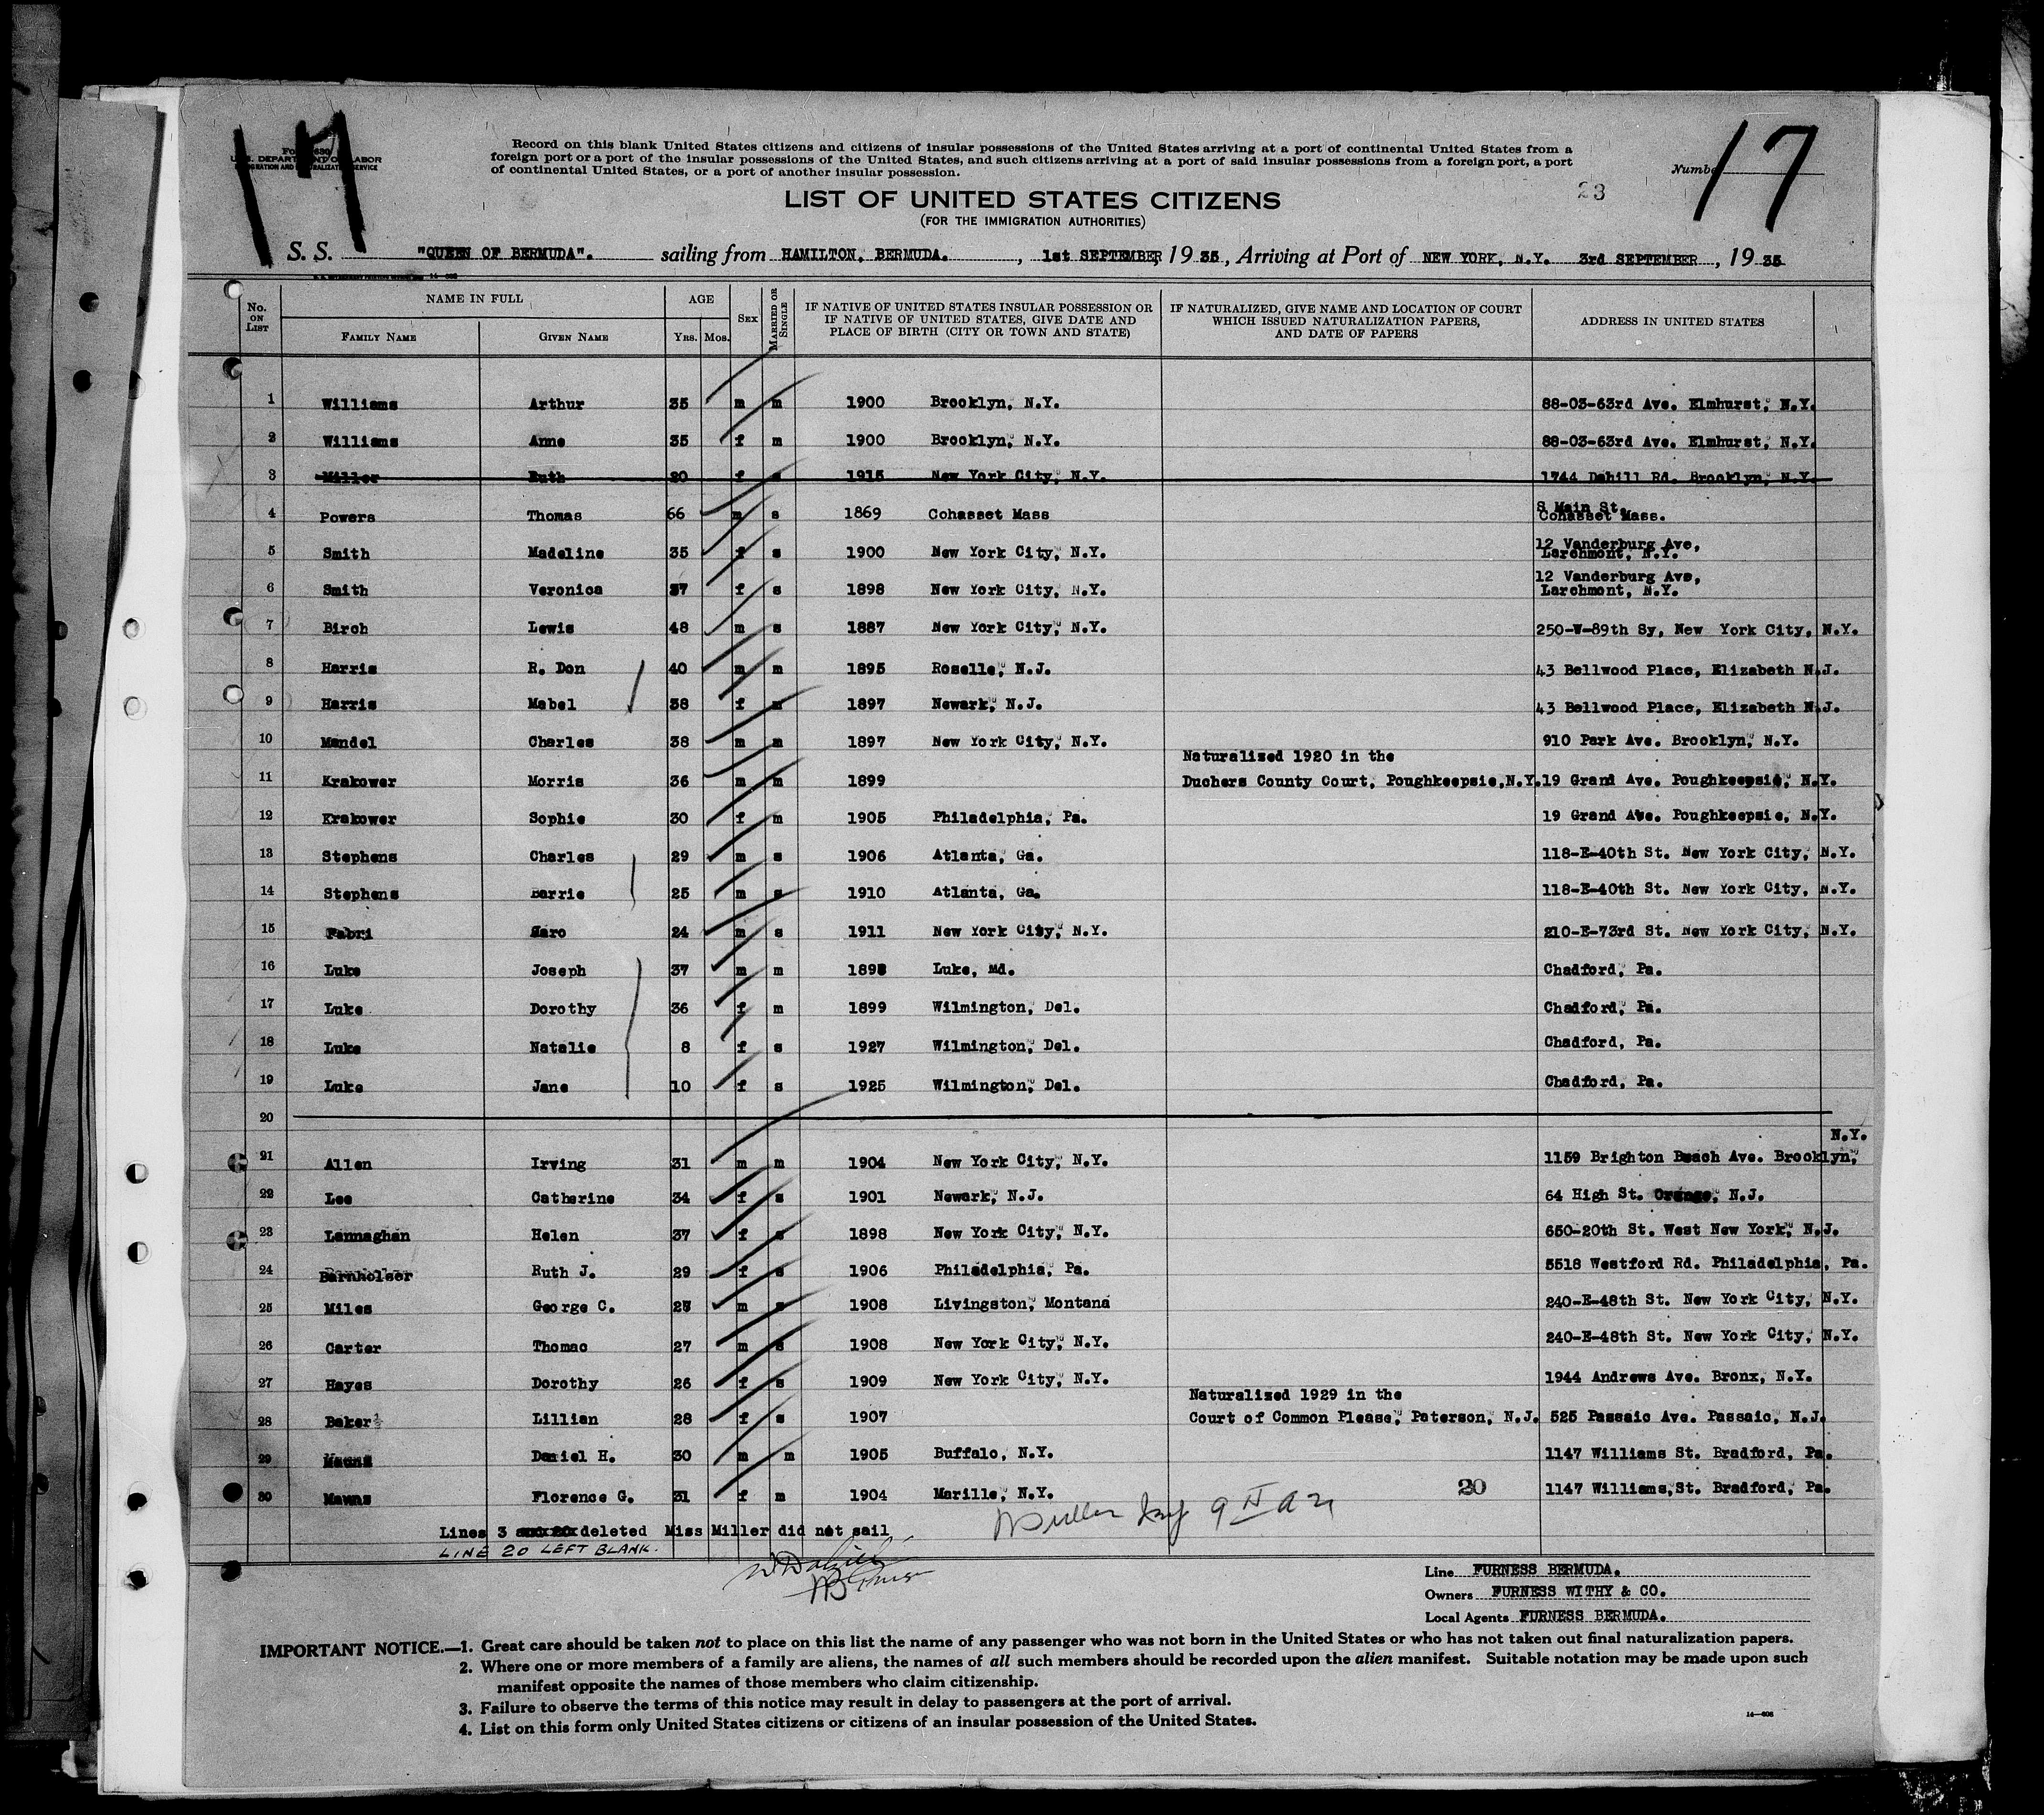 17
17
Form 630
U.S. DEPARTMENT OF LABOR
IMMIGRATION AND NATURALIZATION SERVICE
Record on this blank United States citizens and citizens of insular possessions of the United States arriving at a port of continental United States from a
foreign port or a port of the insular possessions of the United States, and such citizens arriving at a port of said insular possessions from a foreign port, a port
of continental United States, or a port of another insular possession.
Number
23
LIST OF UNITED STATES CITIZENS
(FOR THE IMMIGRATION AUTHORITIES)
S. S. "QUEEN OF BERMUDA". sailing from HAMILTON, BERMUDA. , 1st SEPTEMBER, 19 35, Arriving at Port of NEW YORK, N.Y. 3rd SEPTEMBER , 19 35
No. ON LIST NAME IN FULL FAMILY NAME GIVEN NAME AGE YRS. MOS. SEX MARRIED OR SINGLE IF NATIVE OF UNITED STATES INSULAR POSSESSION OR IF NATIVE OF UNITED STATES, GIVE DATE AND PLACE OF BIRTH (CITY OR TOWN AND STATE) IF NATURALIZED, GIVE NAME AND LOCATION OF COURT WHICH ISSUED NATURALIZATION PAPERS, AND DATE OF PAPERS ADDRESS IN UNITED STATES
1 Williams Arthur 35 m m 1900 Brooklyn, N.Y. 88-03-63rd Ave. Elmhurst, N.Y.
2 Williams Anne 35 f m 1900 Brooklyn, N.Y. 88-03-63rd Ave. Elmhurst, N.Y.
3 Miller Ruth 20 f s 1915 New York City, N.Y. 1744 Dahill Rd. Brooklyn, N.Y.
4 Powers Thomas 66 m s 1869 Cohasset Mass S Main St. Cohasset Mass.
5 Smith Madeline 35 f s 1900 New York City, N.Y. 12 Vanderburg Ave, Larchmont, N.Y.
6 Smith Veronica 37 f s 1898 New York City, N.Y. 12 Vanderburg Ave, Larchmont, N.Y.
7 Birch Lewis 48 m s 1887 New York City, N.Y. 250-W-89th Sy, New York City, N.Y.
8 Harris R. Don 40 m m 1895 Roselle, N.J. 43 Bellwood Place, Elizabeth N.J.
9 Harris Mabel 38 f m 1897 Newark, N.J. 43 Bellwood Place, Elizabeth N.J.
10 Mendel Charles 38 m m 1897 New York City, N.Y. 910 Park Ave. Brooklyn, N.Y.
Naturalized 1920 in the
11 Krakower Morris 36 m m 1899 Duchers County Court, Poughkeepsie,N.Y. 19 Grand Ave. Poughkeepsie, N.Y.
12 Krakower Sophie 30 f m 1905 Philadelphia, Pa. 19 Grand Ave. Poughkeepsie, N.Y.
13 Stephens Charles 29 m s 1906 Atlanta, Ga. 118-E-40th St. New York City, N.Y.
14 Stephens Barrie 25 m s 1910 Atlanta, Ga. 118-E-40th St. New York City, N.Y.
15 Fabri 24 m s 1911 New York City, N.Y. 210-E-73rd St. New York City, N.Y.
16 Luke Joseph 37 m m 1898 Luke, Md. Chadford, Pa.
17 Luke Dorothy 36 f m 1899 Wilmington, Del. Chadford, Pa.
18 Luke Natalie 8 f s 1927 Wilmington, Del. Chadford, Pa.
19 Luke Jane 10 f s 1925 Wilmington, Del. Chadford, Pa.
20
N.Y.
21 Allen Irving 31 m m 1904 New York City, N.Y. 1159 Brighton Beach Ave. Brooklyn,
22 Lee Catherine 34 f s 1901 Newark, N.J. 64 High St. Orange, N.J.
23 Lannaghan Helen 37 f s 1898 New York City, N.Y. 650-20th St. West New York, N.J.
24 Barnholser Ruth J. 29 f s 1906 Philadelphia, Pa. 5518 Westford Rd. Philadelphia, Pa.
25 Miles George C. 27 m s 1908 Livingston, Montana 240-E-48th St. New York City, N.Y.
26 Carter Thomac 27 m s 1908 New York City, N.Y. 240-E-48th St. New York City, N.Y.
27 Hayes Dorothy 26 f s 1909 New York City, N.Y. 1944 Andrews Ave. Bronx, N.Y.
Naturalized 1929 in the
28 Baker Lillian 28 f s 1907 Court of Common Please, Paterson, N.J. 525 Passaic Ave. Passaic, N.J.
29 Daniel H. 30 m m 1905 Buffalo, N.Y. 1147 Williams St. Bradford, Pa.
30 Mawns Florence G. 31 f m 1904 Marille, N.Y. 1147 Williams,St. Bradford, Pa.
20
Lines 3 deleted Miss Miller did not sail
LINE 20 LEFT BLANK.
Line FURNESS BERMUDA.
Owners FURNESS WITHY & CO.
Local Agents FURNESS BERMUDA.
IMPORTANT NOTICE.—1. Great care should be taken not to place on this list the name of any passenger who was not born in the United States or who has not taken out final naturalization papers.
2. Where one or more members of a family are aliens, the names of all such members should be recorded upon the alien manifest. Suitable notation may be made upon such
manifest opposite the names of those members who claim citizenship.
3. Failure to observe the terms of this notice may result in delay to passengers at the port of arrival.
4. List on this form only United States citizens or citizens of an insular possession of the United States.
14—608